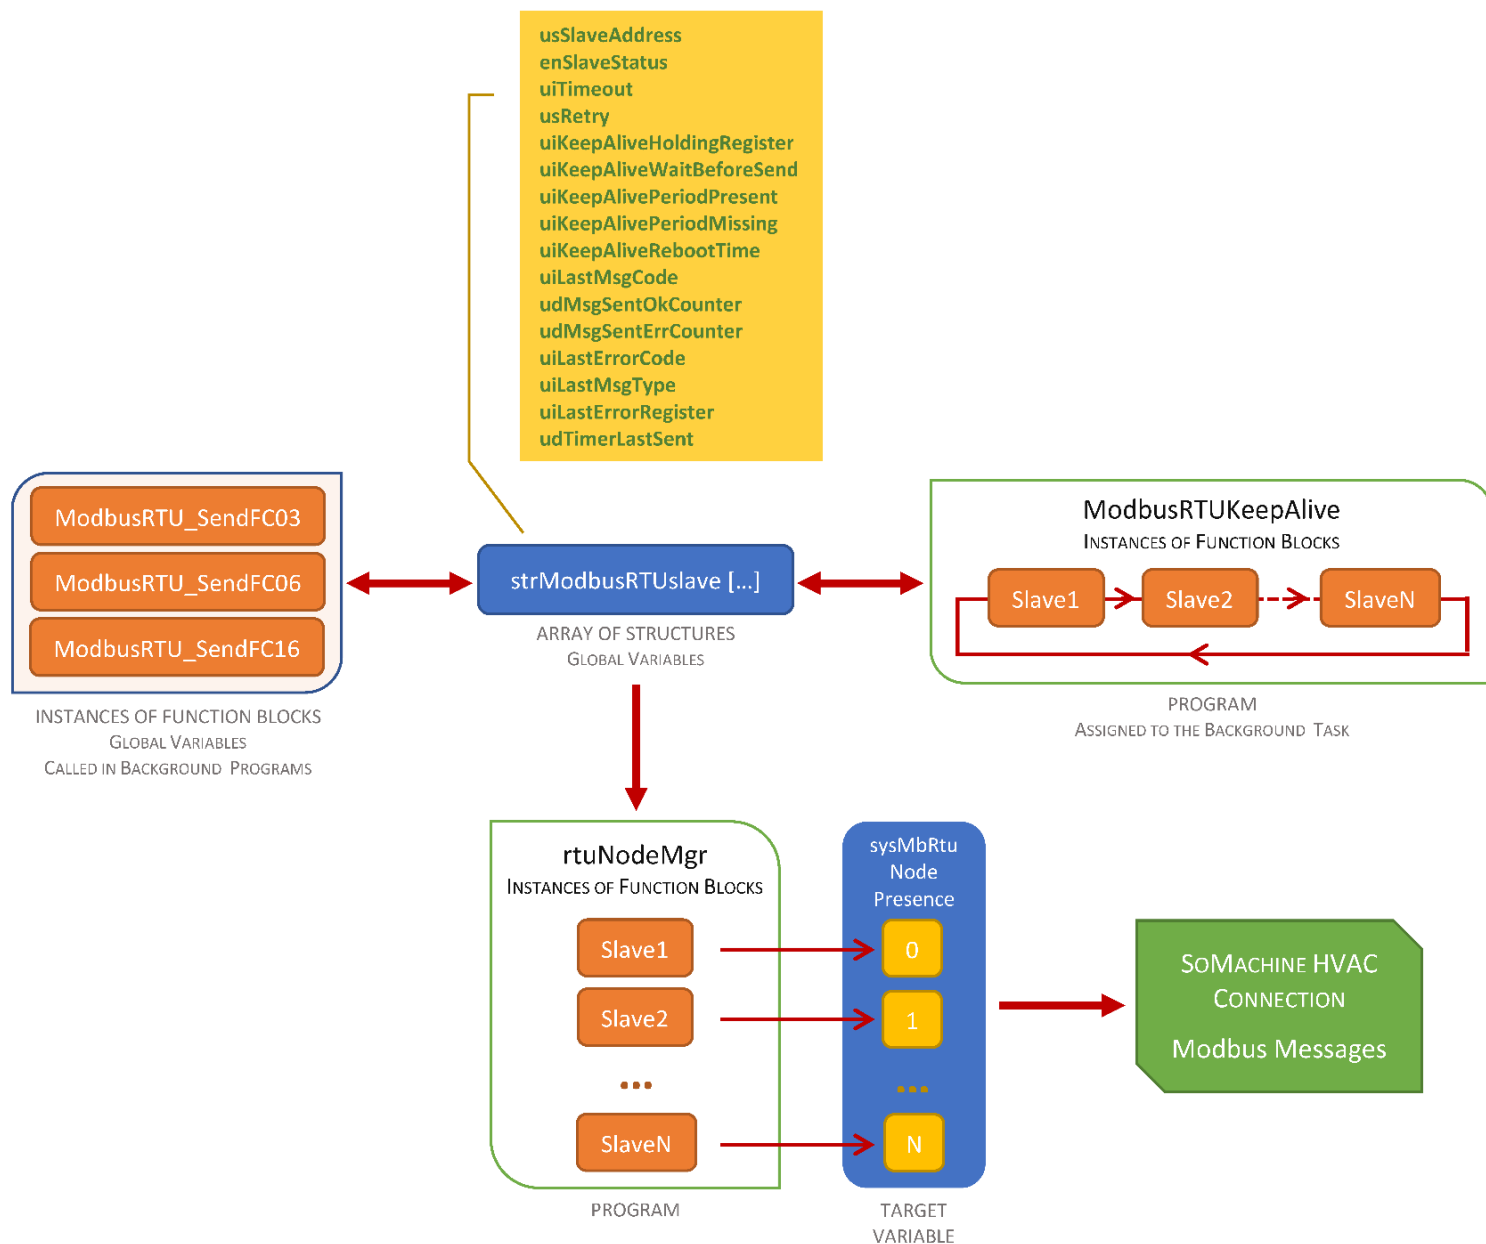 usSlaveAddress
enSlaveStatus
uiTimeout
usRetry
uiKeepAliveHoldingRegister
uiKeepAliveWaitBeforeSend
uiKeepAlivePeriodPresent
uiKeepAlivePeriodMissing
uiKeepAliveRebootTime
uiLastMsgCode
udMsgSentOkCounter
udMsgSentErrCounter
uiLastErrorCode
uiLastMsgType
uiLastErrorRegister
udTimerLastSent
ModbusRTU_SendFC03
ModbusRTU_SendFC06
ModbusRTU_SendFC16
INSTANCES OF FUNCTION BLOCKS
GLOBAL VARIABLES
CALLED IN BACKGROUND PROGRAMS
strModbusRTUslave [...]
ARRAY OF STRUCTURES
GLOBAL VARIABLES
ModbusRTUKeepAlive
INSTANCES OF FUNCTION BLOCKS
Slave1
Slave2
SlaveN
PROGRAM
ASSIGNED TO THE BACKGROUND TASK
rtuNodeMgr
INSTANCES OF FUNCTION BLOCKS
Slave1
Slave2
...
SlaveN
PROGRAM
sysMbRtu
Node
Presence
0
1
...
N
TARGET
VARIABLE
SOMACHINE HVAC
CONNECTION
Modbus Messages